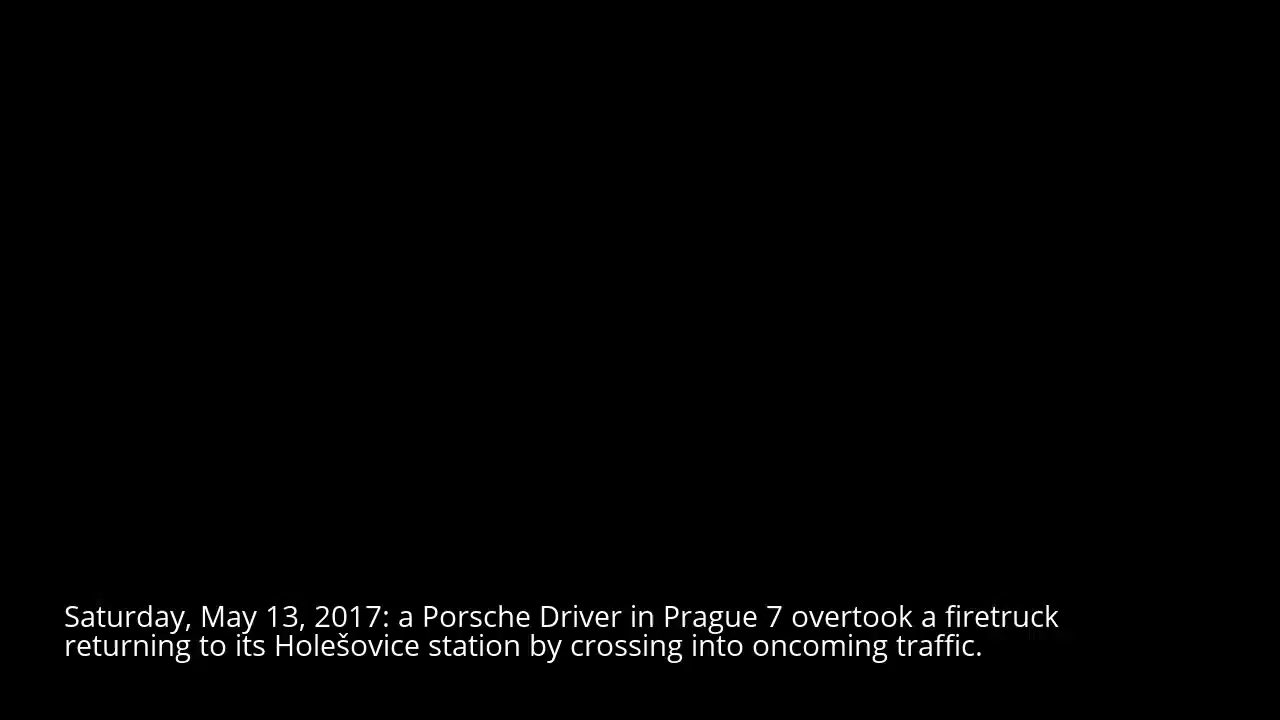 Saturday, May 13, 2017: a Porsche Driver in Prague 7 overtook a firetruck
returning to its Holešovice station by crossing into oncoming traffic.